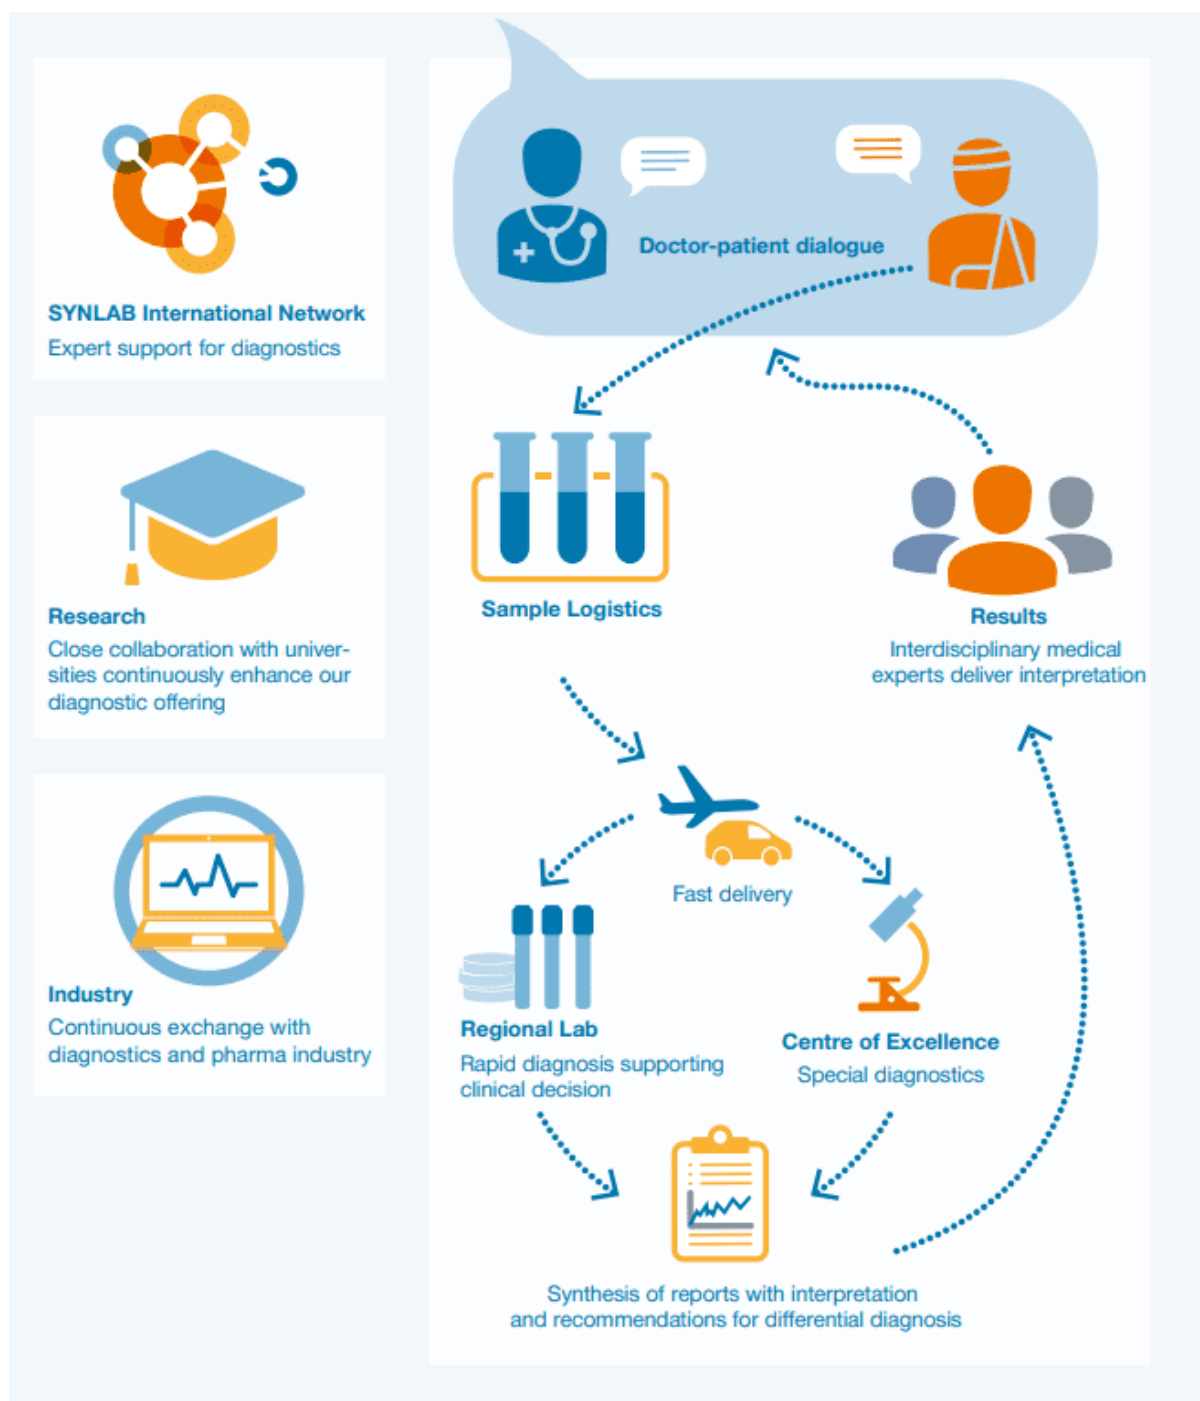 SYNLAB International Network
Expert support for diagnostics
Research
Close collaboration with univer-
sities continuously enhance our
diagnostic offering
Industry
Continuous exchange with
diagnostics and pharma industry
Doctor-patient dialogue
Sample Logistics
Results
Interdisciplinary medical
experts deliver interpretation
Fast delivery
Regional Lab
Rapid diagnosis supporting
clinical decision
Centre of Excellence
Special diagnostics
Synthesis of reports with interpretation
and recommendations for differential diagnosis